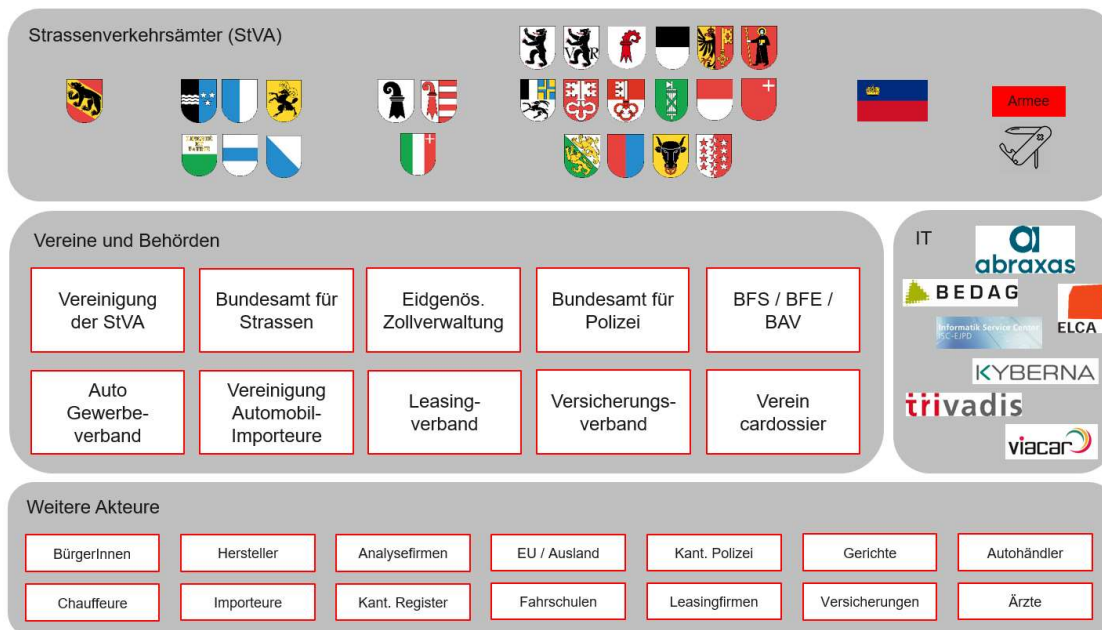 Strassenverkehrsämter (StVA)
V R
Armee
Vereine und Behörden
Vereinigung
der StVA
Bundesamt für
Strassen
Eidgenös.
Zollverwaltung
Bundesamt für
Polizei
BFS / BFE /
BAV
Auto
Gewerbe-
verband
Vereinigung
Automobil-
Importeure
Leasing-
verband
Versicherungs-
verband
Verein
cardossier
IT
abraxas
BEDAG
ELCA
Informatik Service Center
ISC-EJPD
KYBERNA
trivadis
viacar
Weitere Akteure
BürgerInnen
Hersteller
Analysefirmen
EU / Ausland
Kant. Polizei
Gerichte
Autohändler
Chauffeure
Importeure
Kant. Register
Fahrschulen
Leasingfirmen
Versicherungen
Ärzte